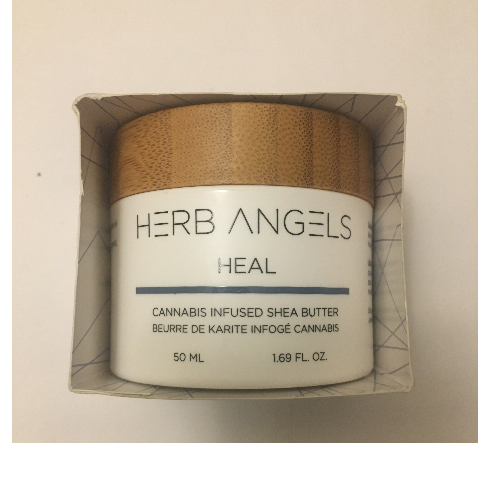 HERB ANGELS
HEAL
CANNABIS INFUSED SHEA BUTTER
BEURRE DE KARITE INFOGÉ CANNABIS
50 ML 1.69 FL. OZ.